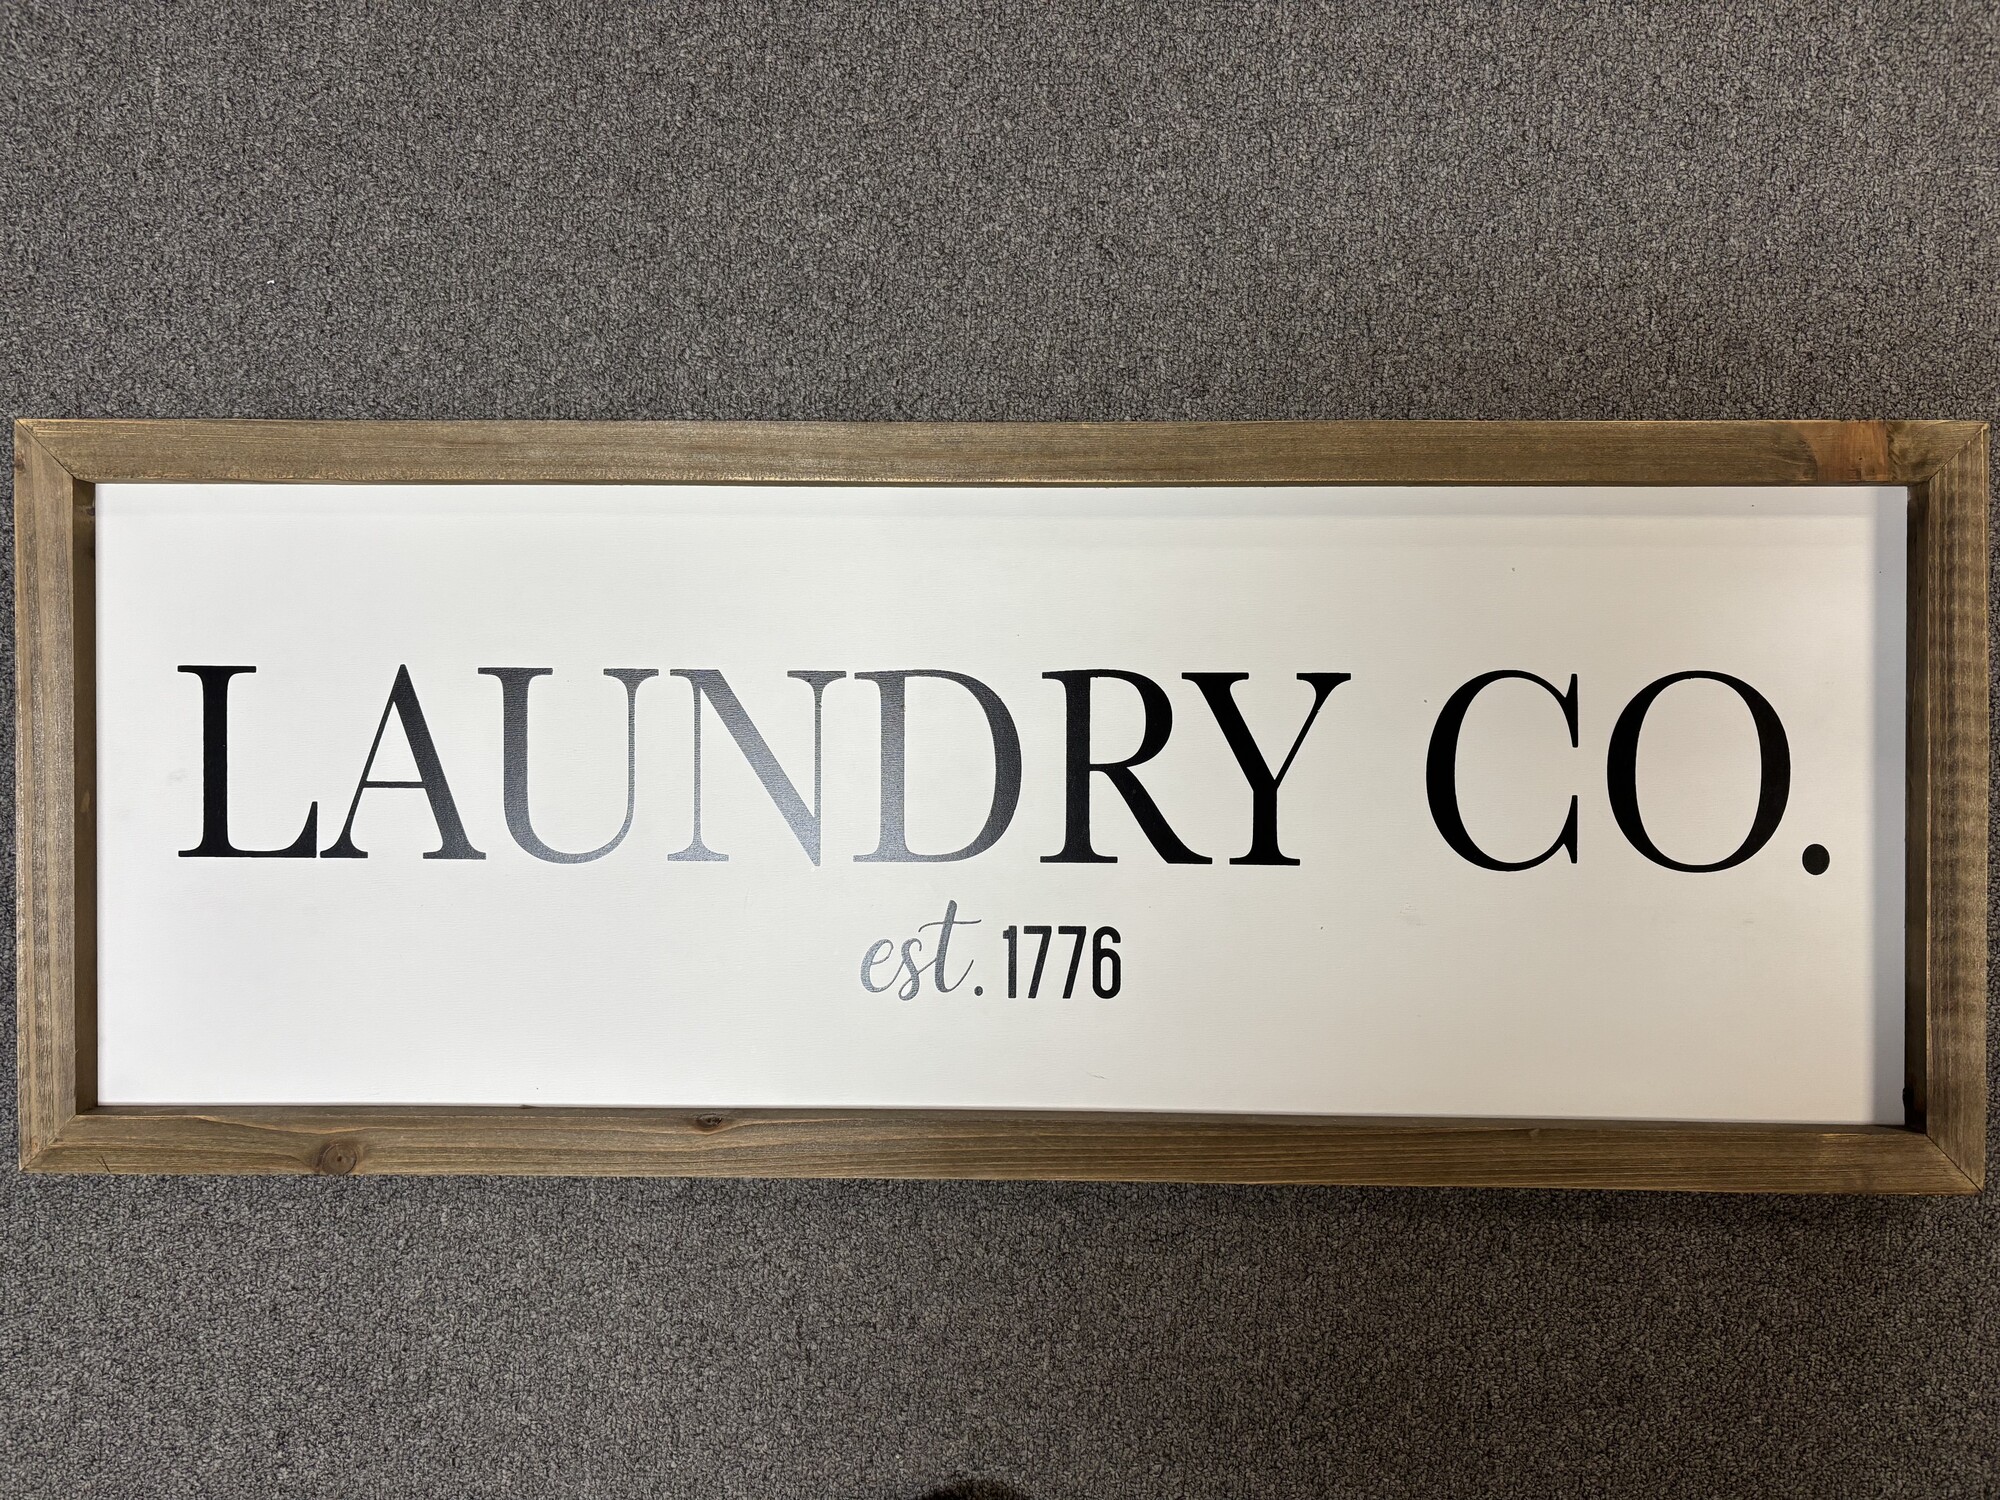 LAUNDRY CO.
est. 1776